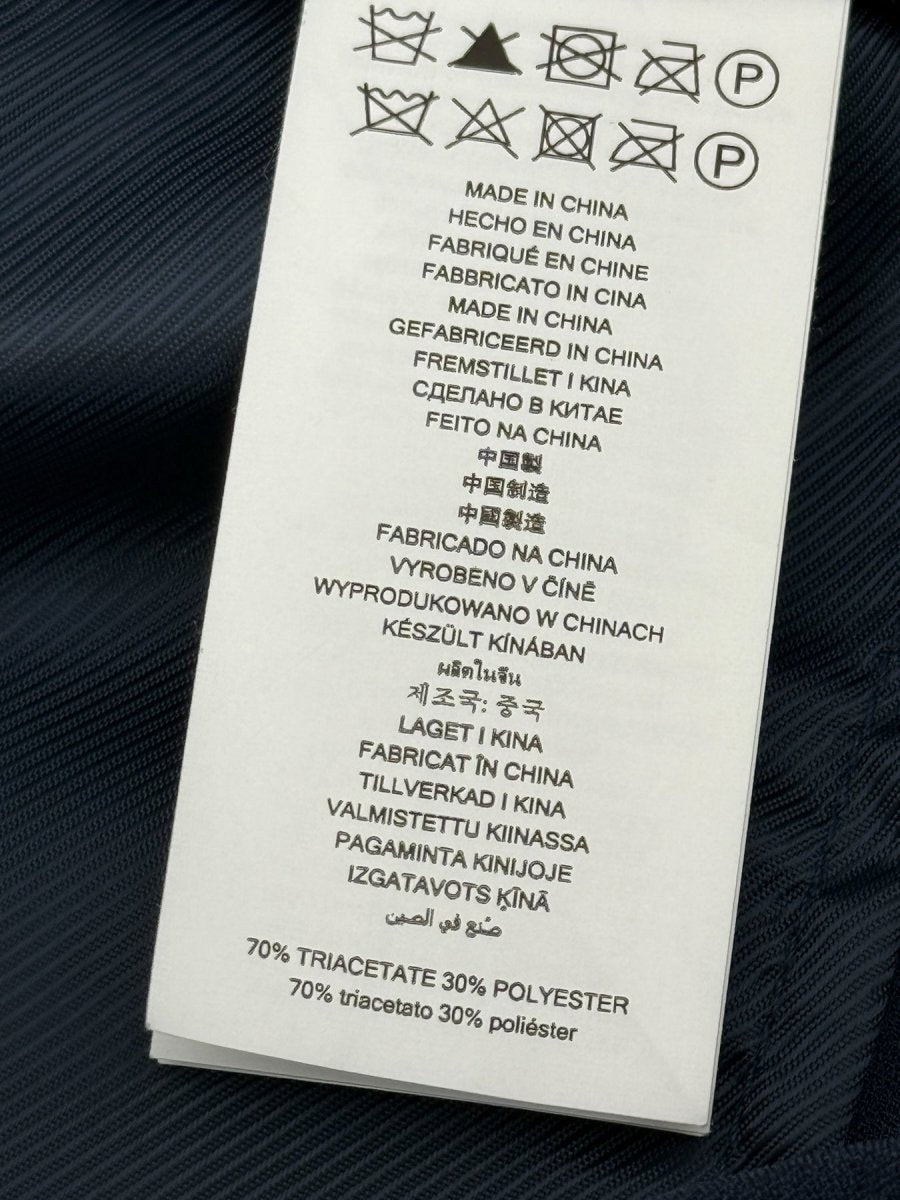 P
P
MADE IN CHINA
HECHO EN CHINA
FABRIQUÉ EN CHINE
FABBRICATO IN CINA
MADE IN CHINA
GEFABRICEERD IN CHINA
FREMSTILLET I KINA
СДЕЛАНО В КИТАЕ
FEITO NA CHINA
中国製
中国制造
中國製造
FABRICADO NA CHINA
VYROBENO V ČÍNĚ
WYPRODUKOWANO W CHINACH
KÉSZÜLT KÍNÁBAN
ผลิตในจีน
제조국: 중국
LAGET I KINA
FABRICAT ÎN CHINA
TILLVERKAD I KINA
VALMISTETTU KIINASSA
PAGAMINTA KINIJOJE
IZGATAVOTS ĶĪNĀ
صُنع في الصين
70% TRIACETATE 30% POLYESTER
70% triacetato 30% poliéster